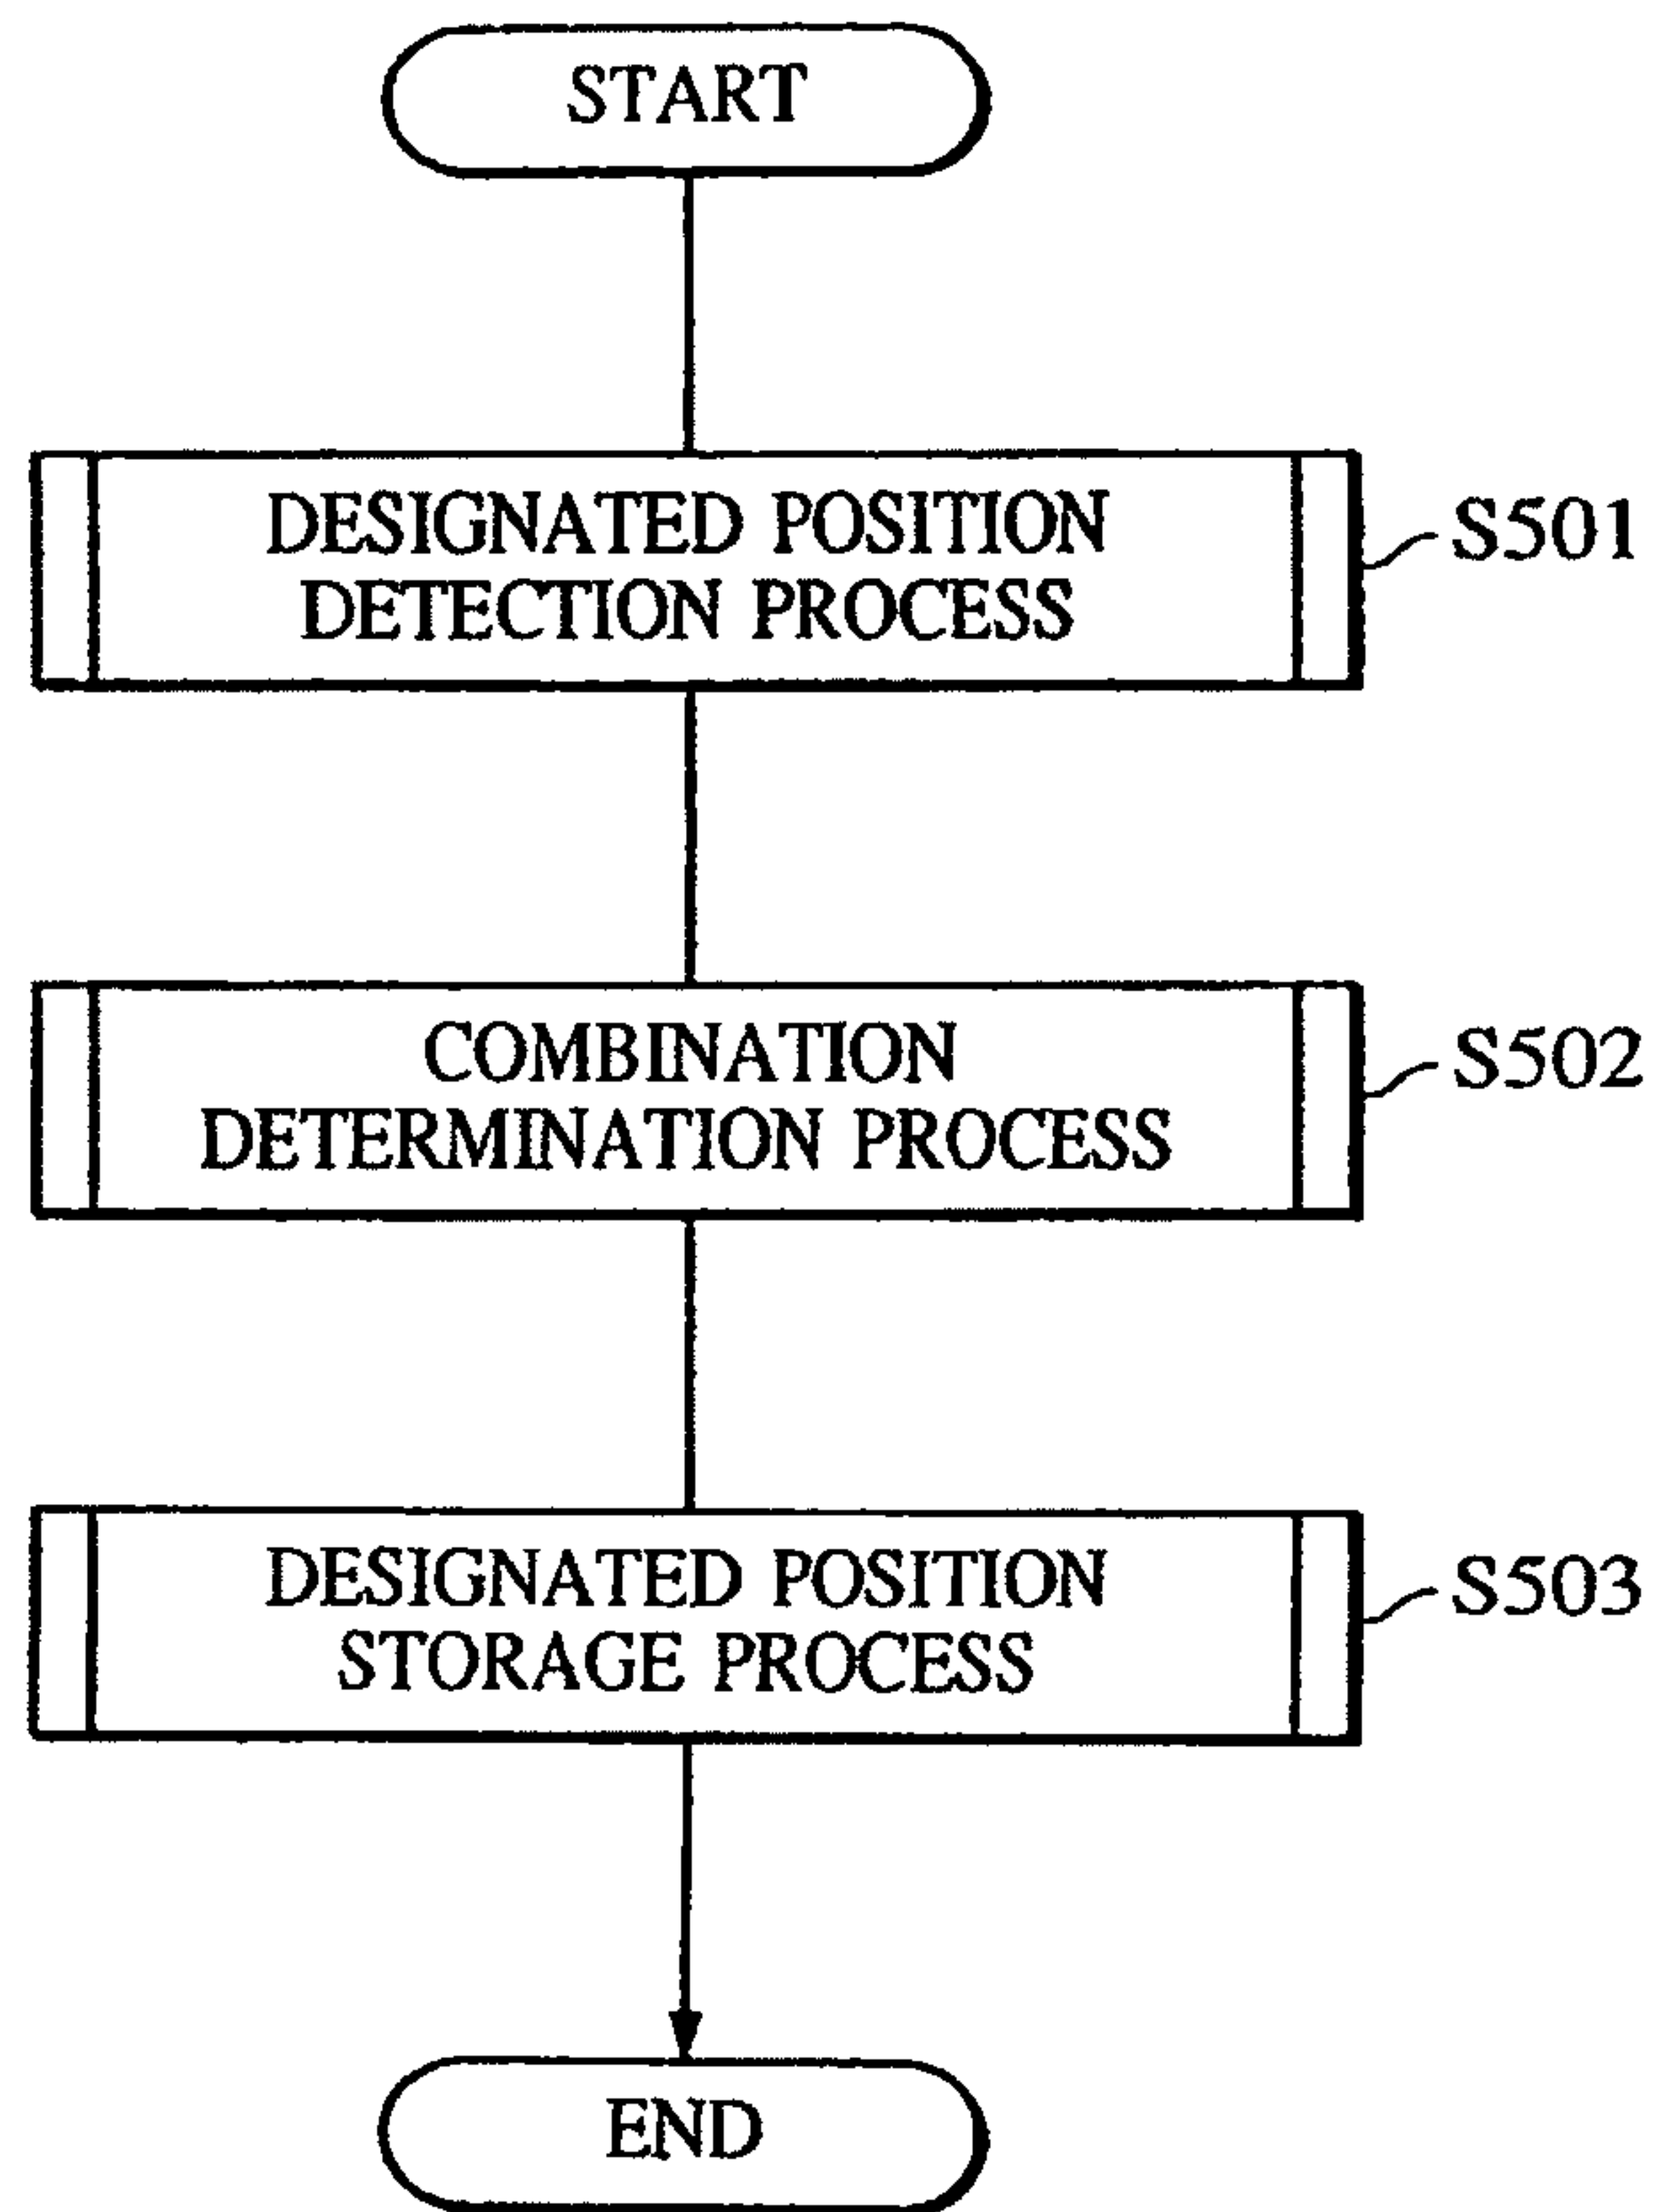 START
DESIGNATED POSITION
DETECTION PROCESS
S501
COMBINATION
DETERMINATION PROCESS
S502
DESIGNATED POSITION
STORAGE PROCESS
S503
END